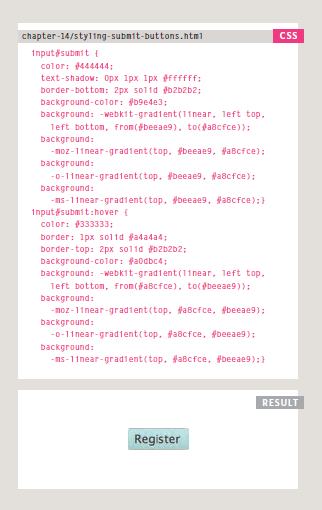 chapter-14/styling-submit-buttons.html CSS
input#submit {
color: #444444;
text-shadow: 0px 1px 1px #ffffff;
border-bottom: 2px solid #b2b2b2;
background-color: #b9e4e3;
background: -webkit-gradient(linear, left top,
left bottom, from(#beeae9), to(#a8cfce));
background:
-moz-linear-gradient(top, #beeae9, #a8cfce);
background:
-o-linear-gradient(top, #beeae9, #a8cfce);
background:
-ms-linear-gradient(top, #beeae9, #a8cfce);}
input#submit:hover {
color: #333333;
border: 1px solid #a4a4a4;
border-top: 2px solid #b2b2b2;
background-color: #a0dbc4;
background: -webkit-gradient(linear, left top,
left bottom, from(#a8cfce), to(#beeae9));
background:
-moz-linear-gradient(top, #a8cfce, #beeae9);
background:
-o-linear-gradient(top, #a8cfce, #beeae9);
background:
-ms-linear-gradient(top, #a8cfce, #beeae9);}
RESULT
Register